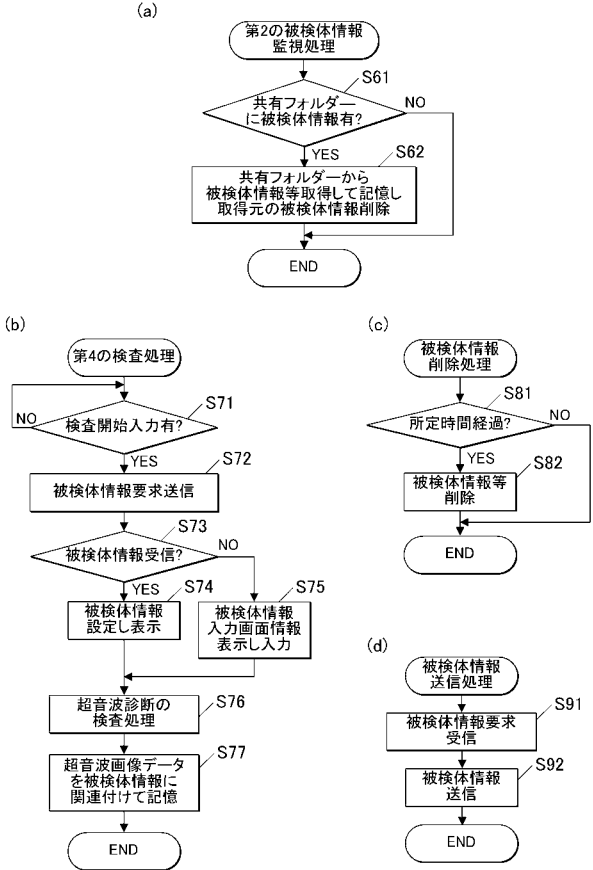 (a)
第2の被検体情報
監視処理
S61
共有フォルダー
に被検体情報有?
NO
YES
S62
共有フォルダーから
被検体情報等取得して記憶し
取得元の被検体情報削除
END
(b)
第4の検査処理
S71
NO
検査開始入力有?
YES
S72
被検体情報要求送信
S73
被検体情報受信?
NO
YES
S74
被検体情報
設定し表示
S75
被検体情報
入力画面情報
表示し入力
超音波診断の
検査処理
S76
S77
超音波画像データ
を被検体情報に
関連付けて記憶
END
(c)
被検体情報
削除処理
S81
所定時間経過?
NO
YES
S82
被検体情報等
削除
END
(d)
被検体情報
送信処理
S91
被検体情報要求
受信
S92
被検体情報
送信
END